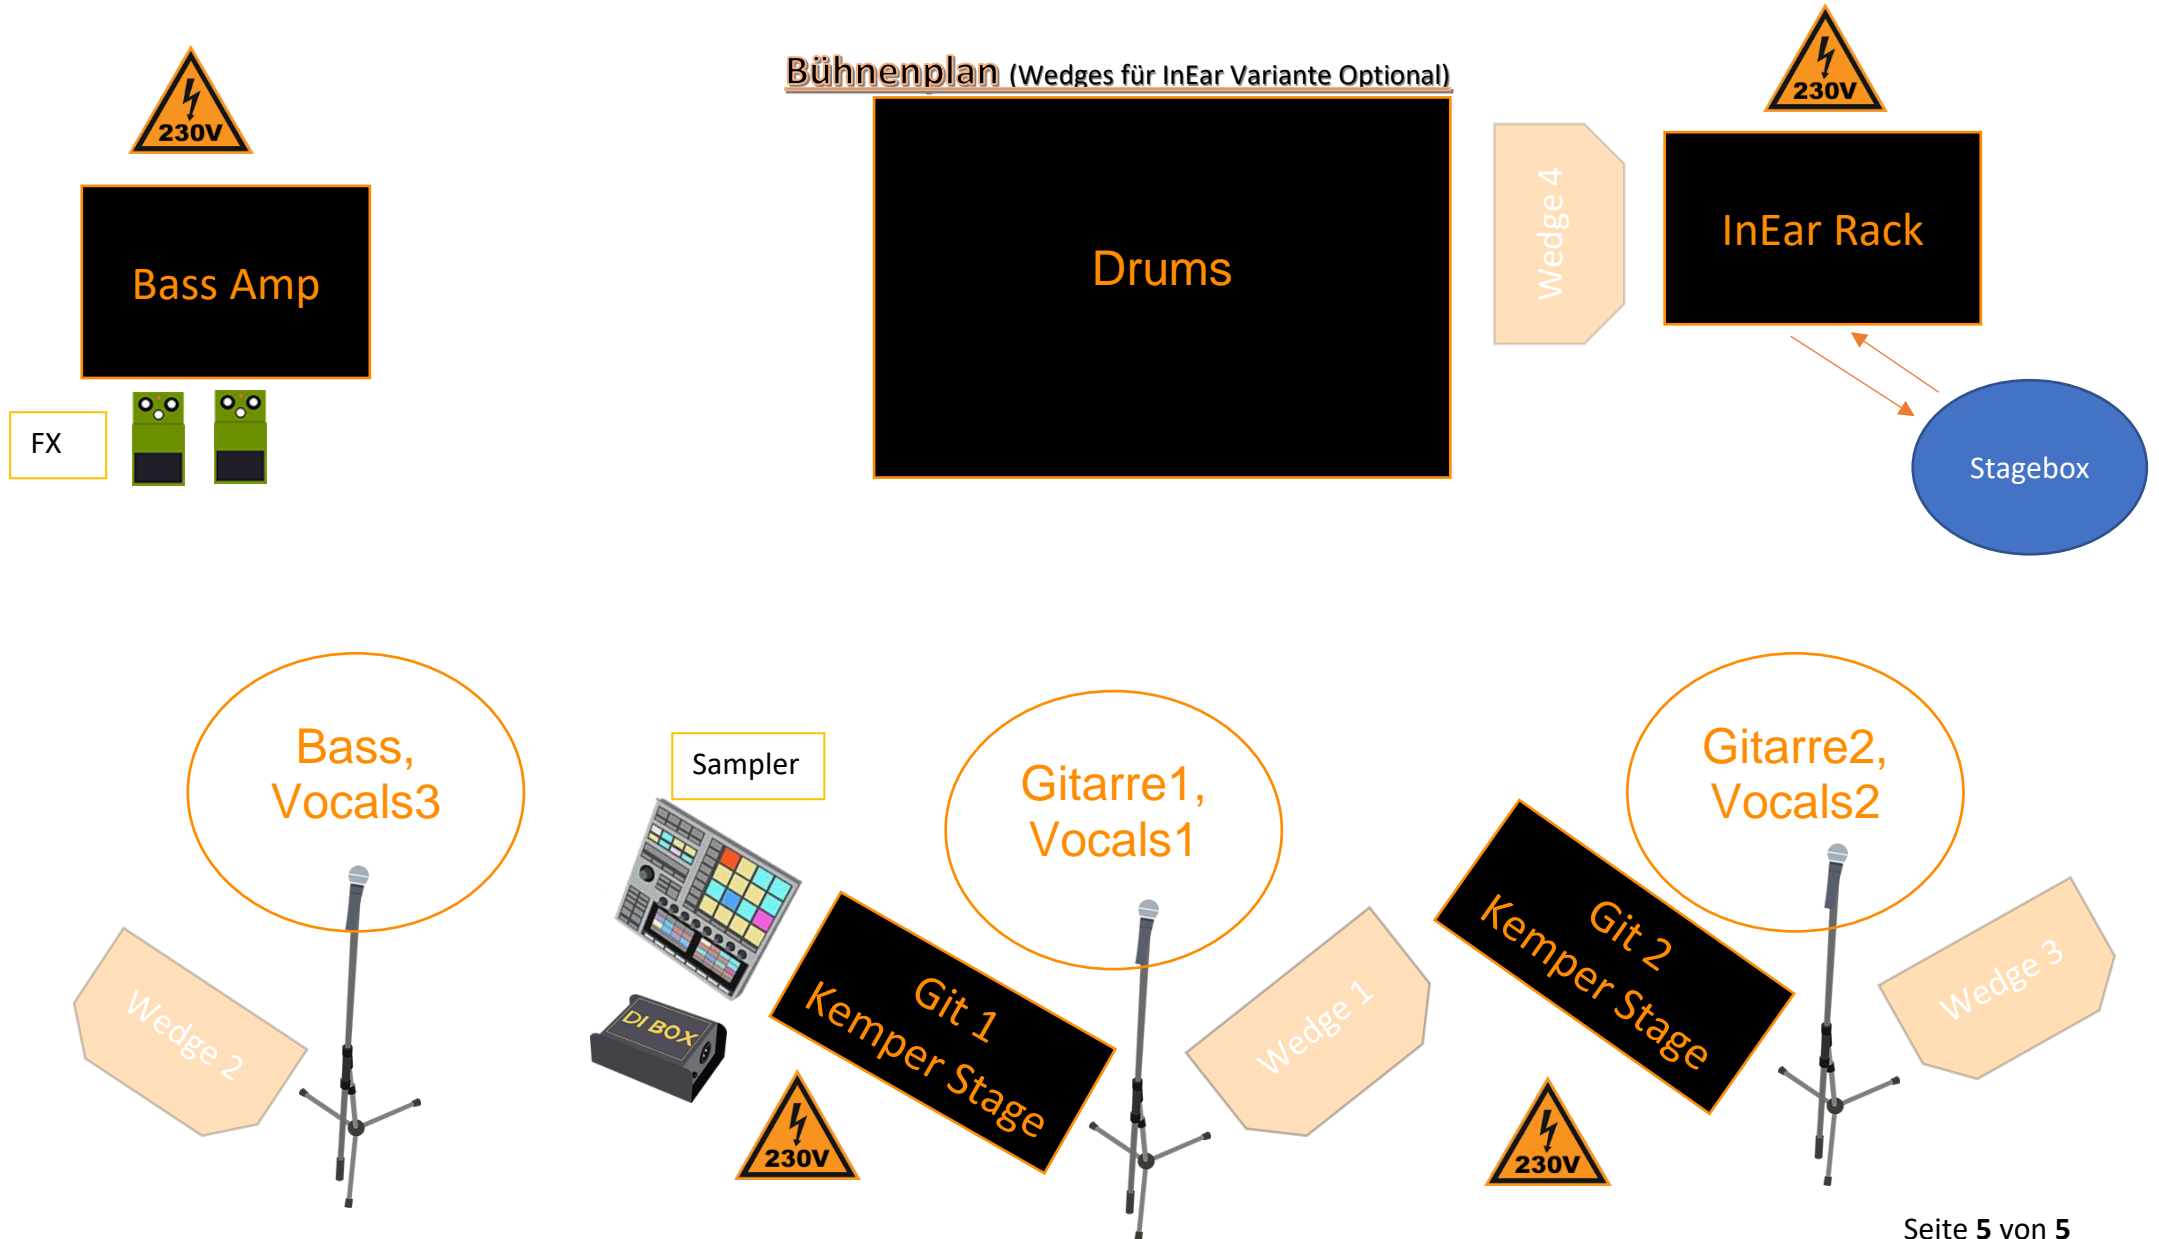 Bühnenplan (Wedges für InEar Variante Optional)
230V
230V
Bass Amp
Drums
Wedge 4
InEar Rack
FX
Stagebox
Bass,
Vocals3
Sampler
Gitarre1,
Vocals1
Gitarre2,
Vocals2
Wedge 2
DI BOX
Git 1
Kemper Stage
Wedge 1
Git 2
Kemper Stage
Wedge 3
230V
230V
Seite 5 von 5